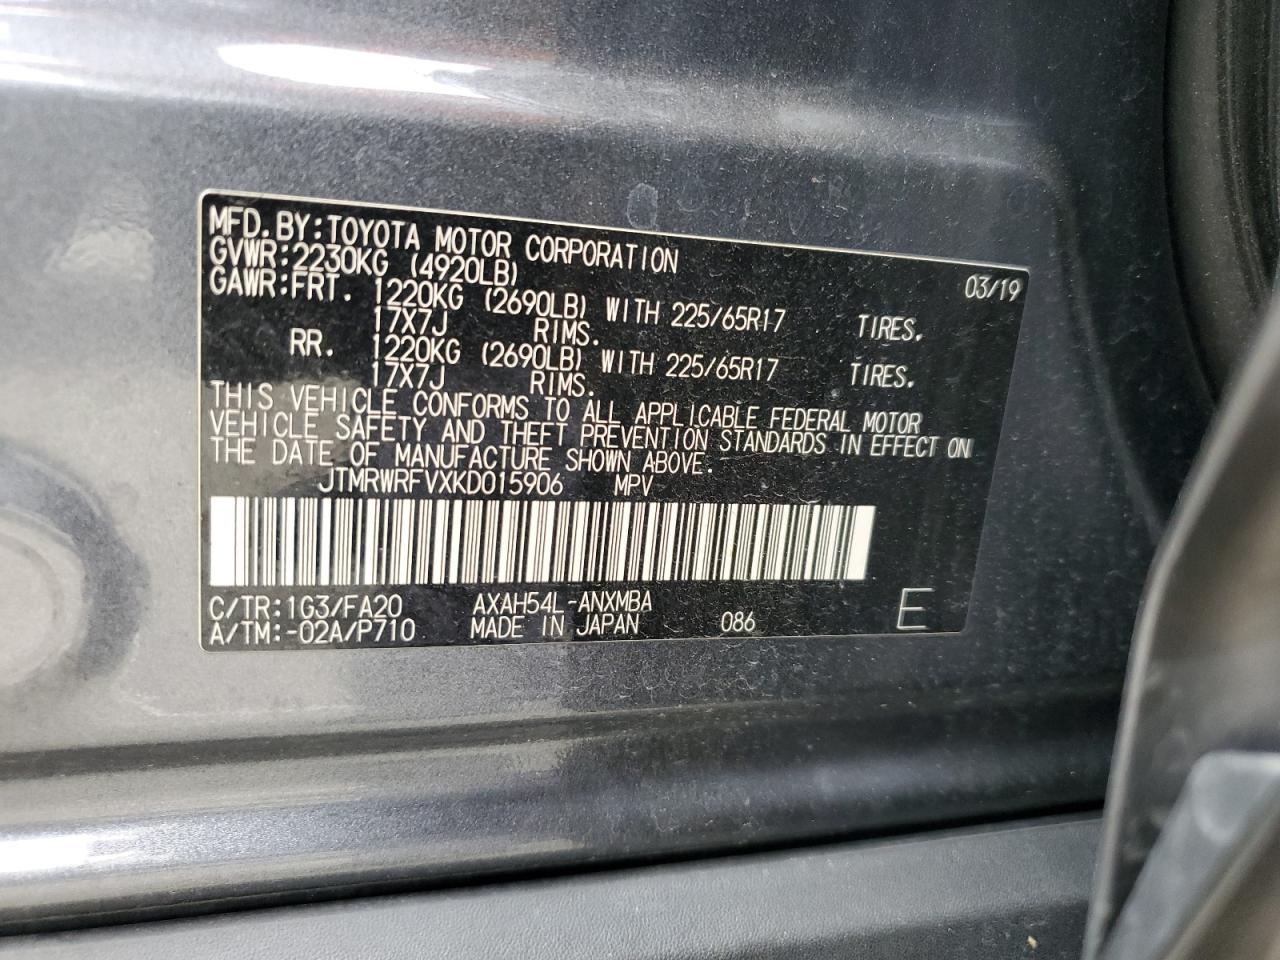 MFD. BY: TOYOTA MOTOR CORPORATION 03/19
GVWR: 2230KG (4920LB)
GAWR: FRT. 1220KG (2690LB) WITH 225/65R17 TIRES.
17X7J RIMS.
RR. 1220KG (2690LB) WITH 225/65R17 TIRES.
17X7J RIMS.
THIS VEHICLE CONFORMS TO ALL APPLICABLE FEDERAL MOTOR
VEHICLE SAFETY AND THEFT PREVENTION STANDARDS IN EFFECT ON
THE DATE OF MANUFACTURE SHOWN ABOVE.
JTMRWRFVXKD015906 MPV
C/TR: 1G3/FA20 AXAH54L-ANXMBA
A/TM: -02A/P710 MADE IN JAPAN 086 E